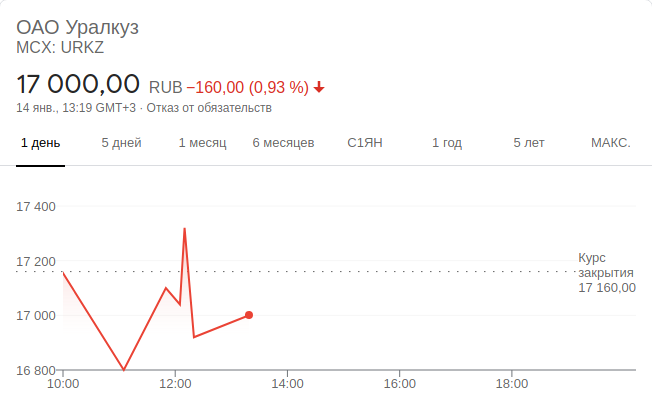 ОАО Уралкуз
MCX: URKZ
17 000,00 RUB −160,00 (0,93 %)
14 янв., 13:19 GMT+3 · Отказ от обязательств
1 день 5 дней 1 месяц 6 месяцев С1ЯН 1 год 5 лет МАКС.
17 400
17 200
17 000
16 800
Курс
закрытия
17 160,00
10:00 12:00 14:00 16:00 18:00